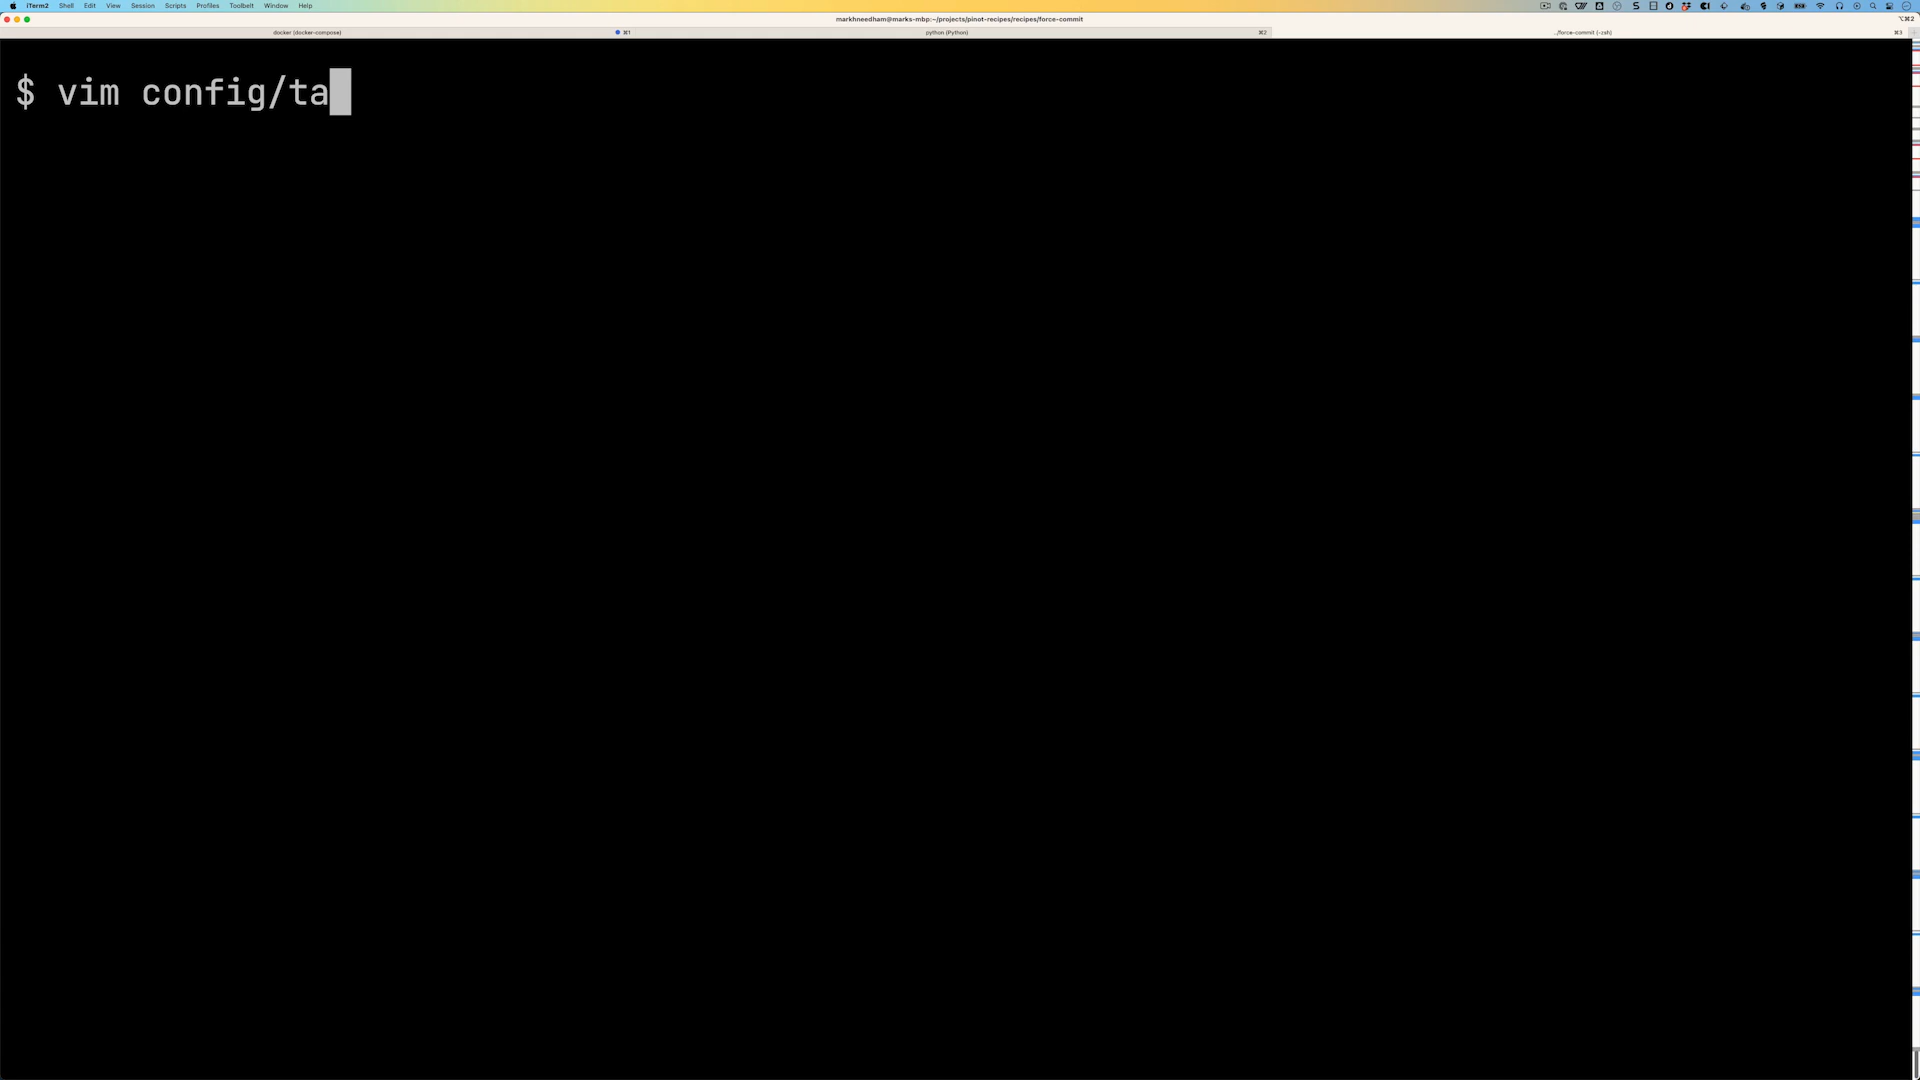 iTerm2 Shell Edit View Session Scripts Profiles Toolbelt Window Help
markhneedham@marks-mbp:~/projects/pinot-recipes/recipes/force-commit
⌥⌘2
docker (docker-compose) ⌘1 python (Python) ⌘2 ../force-commit (-zsh) ⌘3
$ vim config/ta